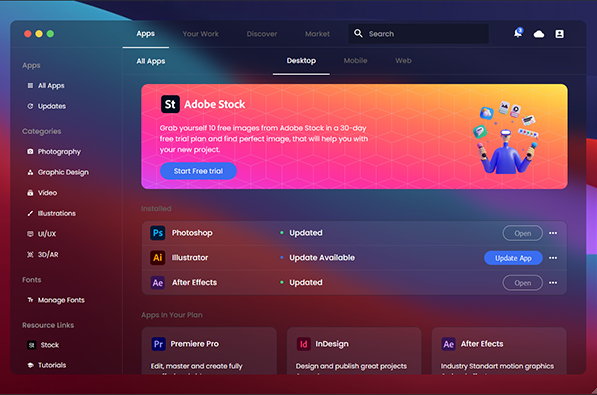 Apps Your Work Discover Market Search 3
All Apps Desktop Mobile Web
Apps
All Apps
Updates
Categories
Photography
Graphic Design
Video
Illustrations
UI/UX
3D/AR
Fonts
Tr Manage Fonts
Resource Links
St Stock
Tutorials
St Adobe Stock
Grab yourself 10 free images from Adobe Stock in a 30-day
free trial plan and find perfect image, that will help you with
your new project.
Start Free trial
Installed
Ps Photoshop Updated Open
Ai Illustrator Update Available Update App
Ae After Effects Updated Open
Apps in Your Plan
Pr Premiere Pro
Edit, master and create fully
Id InDesign
Design and publish great projects
Ae After Efects
Industry Standart motion graphics